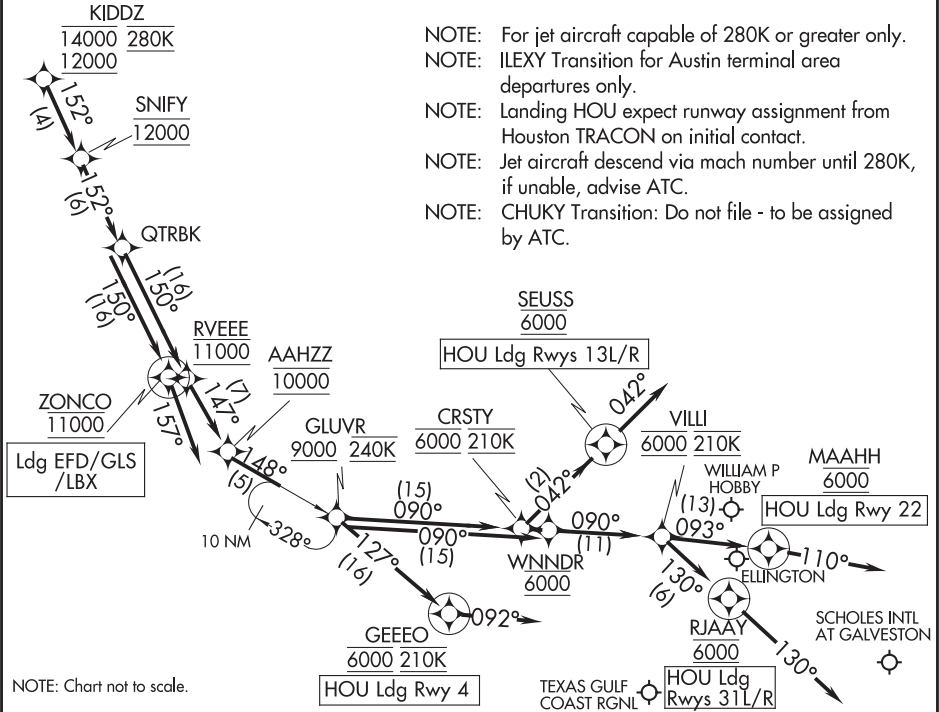 KIDDZ
14000 280K
12000
152°
(4)
SNIFY
12000
152°
(6)
QTRBK
(16)
150°
150°
(16)
RVEEE
11000
AAHZZ
10000
(7)
147°
ZONCO
11000
157°
Ldg EFD/GLS
/LBX
148°
(5)
10 NM
328°
GLUVR
9000 240K
(15)
090°
090°
(15)
127°
(16)
GEEEO
6000 210K
HOU Ldg Rwy 4
092°
CRSTY
6000 210K
(2)
042°
SEUSS
6000
HOU Ldg Rwys 13L/R
042°
WNNDR
6000
090°
(11)
VILLI
6000 210K
WILLIAM P
HOBBY
(13)
093°
MAAHH
6000
HOU Ldg Rwy 22
110°
ELLINGTON
130°
(6)
RJAAY
6000
HOU Ldg
Rwys 31L/R
130°
SCHOLES INTL
AT GALVESTON
TEXAS GULF
COAST RGNL
NOTE: For jet aircraft capable of 280K or greater only.
NOTE: ILEXY Transition for Austin terminal area
departures only.
NOTE: Landing HOU expect runway assignment from
Houston TRACON on initial contact.
NOTE: Jet aircraft descend via mach number until 280K,
if unable, advise ATC.
NOTE: CHUKY Transition: Do not file - to be assigned
by ATC.
NOTE: Chart not to scale.